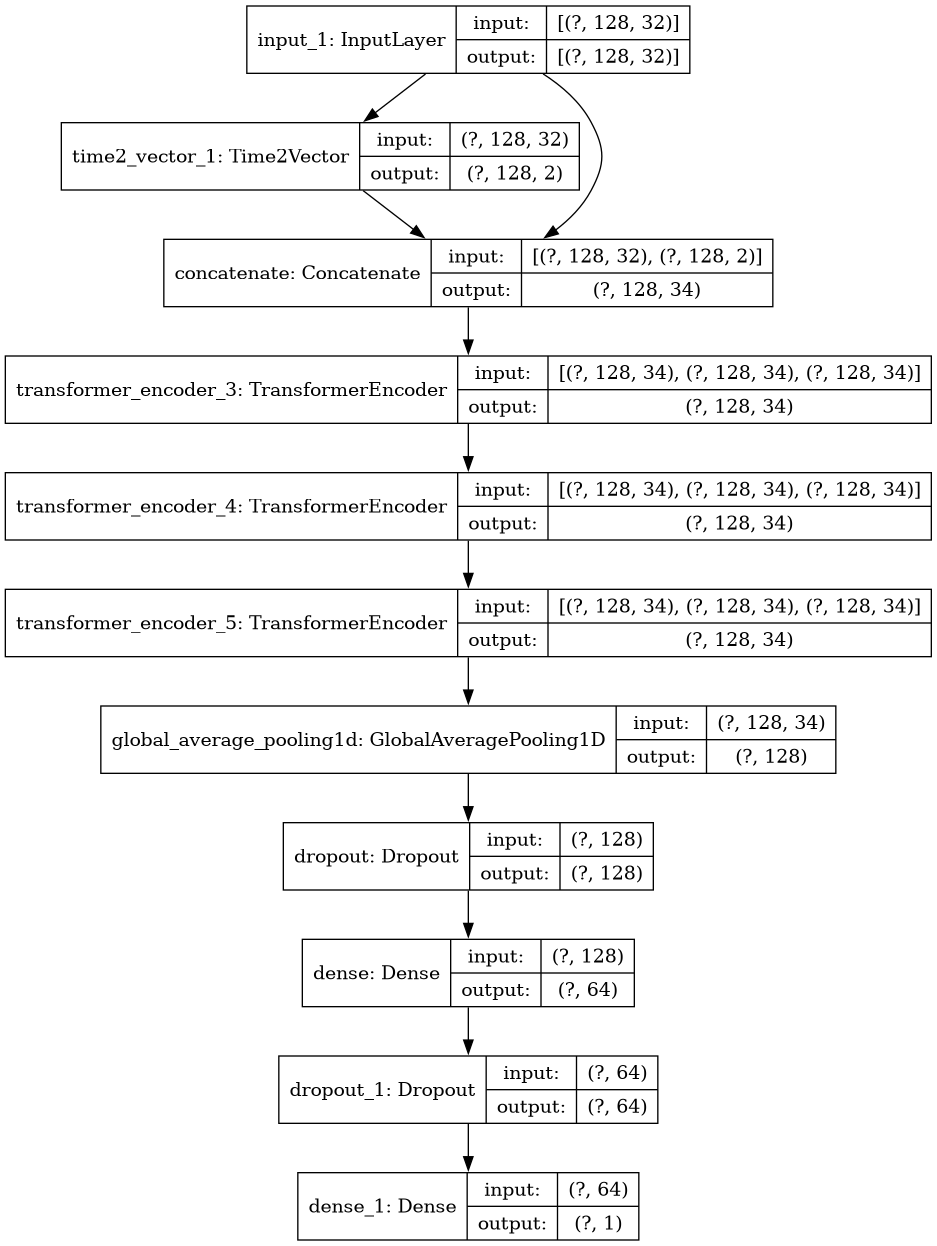 input_1: InputLayer
input:
[(?, 128, 32)]
output:
[(?, 128, 32)]
time2_vector_1: Time2Vector
input:
(?, 128, 32)
output:
(?, 128, 2)
concatenate: Concatenate
input:
[(?, 128, 32), (?, 128, 2)]
output:
(?, 128, 34)
transformer_encoder_3: TransformerEncoder
input:
[(?, 128, 34), (?, 128, 34), (?, 128, 34)]
output:
(?, 128, 34)
transformer_encoder_4: TransformerEncoder
input:
[(?, 128, 34), (?, 128, 34), (?, 128, 34)]
output:
(?, 128, 34)
transformer_encoder_5: TransformerEncoder
input:
[(?, 128, 34), (?, 128, 34), (?, 128, 34)]
output:
(?, 128, 34)
global_average_pooling1d: GlobalAveragePooling1D
input:
(?, 128, 34)
output:
(?, 128)
dropout: Dropout
input:
(?, 128)
output:
(?, 128)
dense: Dense
input:
(?, 128)
output:
(?, 64)
dropout_1: Dropout
input:
(?, 64)
output:
(?, 64)
dense_1: Dense
input:
(?, 64)
output:
(?, 1)